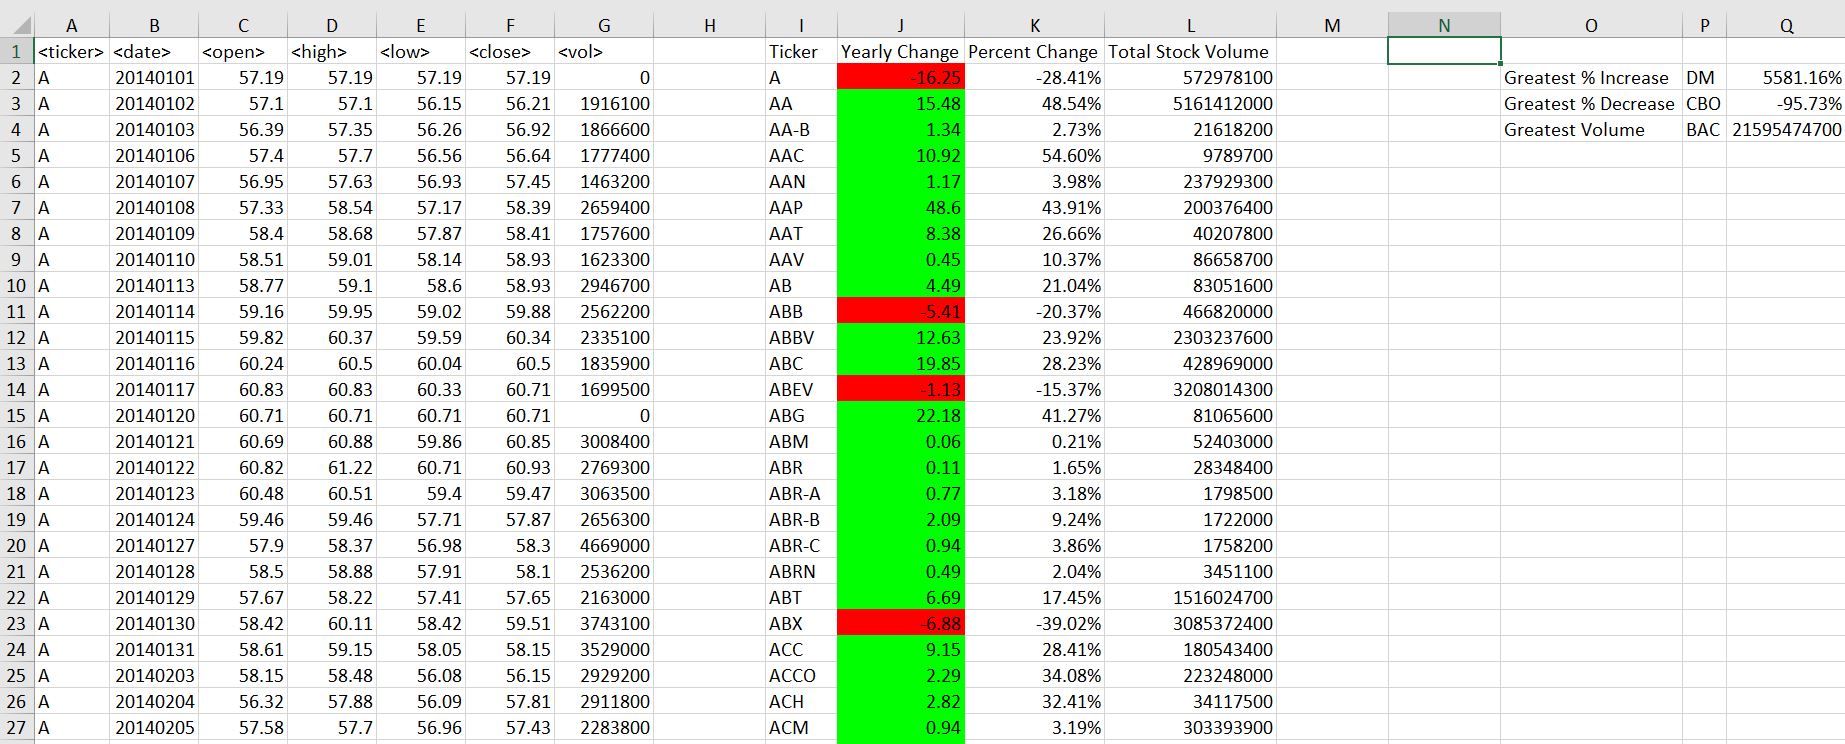 A B C D E F G H I J K L M N O P Q
1 <ticker> <date> <open> <high> <low> <close> <vol> Ticker Yearly Change Percent Change Total Stock Volume
2 A 20140101 57.19 57.19 57.19 57.19 0 A -16.25 -28.41% 572978100 Greatest % Increase DM 5581.16%
3 A 20140102 57.1 57.1 56.15 56.21 1916100 AA 15.48 48.54% 5161412000 Greatest % Decrease CBO -95.73%
4 A 20140103 56.39 57.35 56.26 56.92 1866600 AA-B 1.34 2.73% 21618200 Greatest Volume BAC 21595474700
5 A 20140106 57.4 57.7 56.56 56.64 1777400 AAC 10.92 54.60% 9789700
6 A 20140107 56.95 57.63 56.93 57.45 1463200 AAN 1.17 3.98% 237929300
7 A 20140108 57.33 58.54 57.17 58.39 2659400 AAP 48.6 43.91% 200376400
8 A 20140109 58.4 58.68 57.87 58.41 1757600 AAT 8.38 26.66% 40207800
9 A 20140110 58.51 59.01 58.14 58.93 1623300 AAV 0.45 10.37% 86658700
10 A 20140113 58.77 59.1 58.6 58.93 2946700 AB 4.49 21.04% 83051600
11 A 20140114 59.16 59.95 59.02 59.88 2562200 ABB -5.41 -20.37% 466820000
12 A 20140115 59.82 60.37 59.59 60.34 2335100 ABBV 12.63 23.92% 2303237600
13 A 20140116 60.24 60.5 60.04 60.5 1835900 ABC 19.85 28.23% 428969000
14 A 20140117 60.83 60.83 60.33 60.71 1699500 ABEV -1.13 -15.37% 3208014300
15 A 20140120 60.71 60.71 60.71 60.71 0 ABG 22.18 41.27% 81065600
16 A 20140121 60.69 60.88 59.86 60.85 3008400 ABM 0.06 0.21% 52403000
17 A 20140122 60.82 61.22 60.71 60.93 2769300 ABR 0.11 1.65% 28348400
18 A 20140123 60.48 60.51 59.4 59.47 3063500 ABR-A 0.77 3.18% 1798500
19 A 20140124 59.46 59.46 57.71 57.87 2656300 ABR-B 2.09 9.24% 1722000
20 A 20140127 57.9 58.37 56.98 58.3 4669000 ABR-C 0.94 3.86% 1758200
21 A 20140128 58.5 58.88 57.91 58.1 2536200 ABRN 0.49 2.04% 3451100
22 A 20140129 57.67 58.22 57.41 57.65 2163000 ABT 6.69 17.45% 1516024700
23 A 20140130 58.42 60.11 58.42 59.51 3743100 ABX -6.88 -39.02% 3085372400
24 A 20140131 58.61 59.15 58.05 58.15 3529000 ACC 9.15 28.41% 180543400
25 A 20140203 58.15 58.48 56.08 56.15 2929200 ACCO 2.29 34.08% 223248000
26 A 20140204 56.32 57.88 56.09 57.81 2911800 ACH 2.82 32.41% 34117500
27 A 20140205 57.58 57.7 56.96 57.43 2283800 ACM 0.94 3.19% 303393900